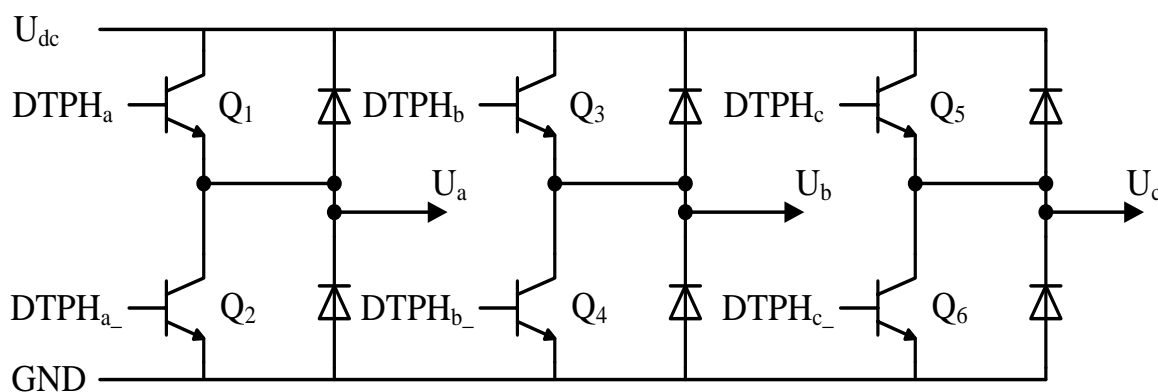 U_dc
DTPH_a Q_1 DTPH_b Q_3 DTPH_c Q_5
U_a U_b U_c
DTPH_a_ Q_2 DTPH_b_ Q_4 DTPH_c_ Q_6
GND